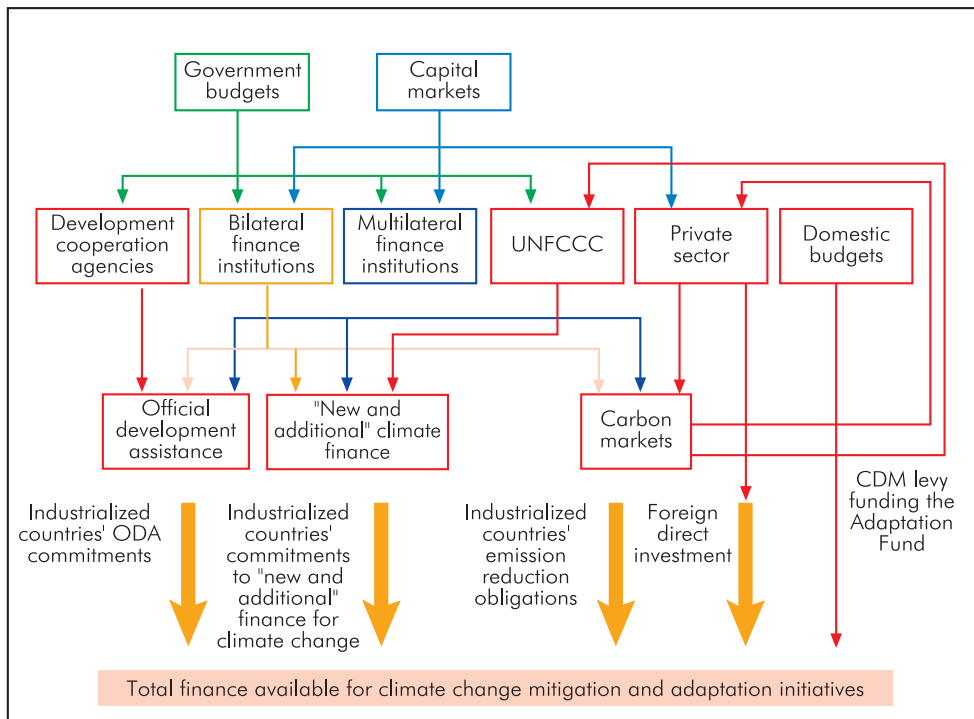 Government
budgets
Capital
markets
Development
cooperation
agencies
Bilateral
finance
institutions
Multilateral
finance
institutions
UNFCCC
Private
sector
Domestic
budgets
Official
development
assistance
"New and
additional" climate
finance
Carbon
markets
Industrialized
countries' ODA
commitments
Industrialized
countries'
commitments
to "new and
additional"
finance for
climate change
Industrialized
countries'
emission
reduction
obligations
Foreign
direct
investment
CDM levy
funding the
Adaptation
Fund
Total finance available for climate change mitigation and adaptation initiatives